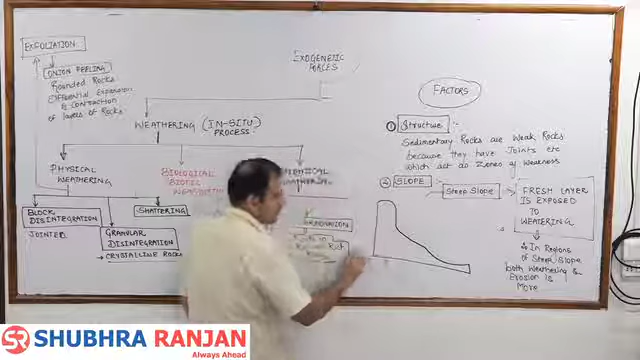 EXFOLIATION
ONION PEELING
Rounded Rocks
Differential Expansion
& Contraction
of layers of Rocks
EXOGENETIC
FORCES
WEATHERING (IN-SITU
PROCESS)
PHYSICAL
WEATHERING
BIOLOGICAL
BIOTIC
WEATHERING
BLOCK DISINTEGRATION
JOINTED
SHATTERING
GRANULAR
DISINTEGRATION
→ CRYSTALLINE ROCKS
GRADUATION
FACTORS
① Structure :-
Sedimentary Rocks are Weak Rocks
because they have Joints etc
which act as Zones of Weakness
② SLOPE
Steep Slope
FRESH LAYER
IS EXPOSED
TO
WEATHERING
In Regions
of Steep Slope
both Weathering &
Erosion is
More
SR SHUBHRA RANJAN
Always Ahead